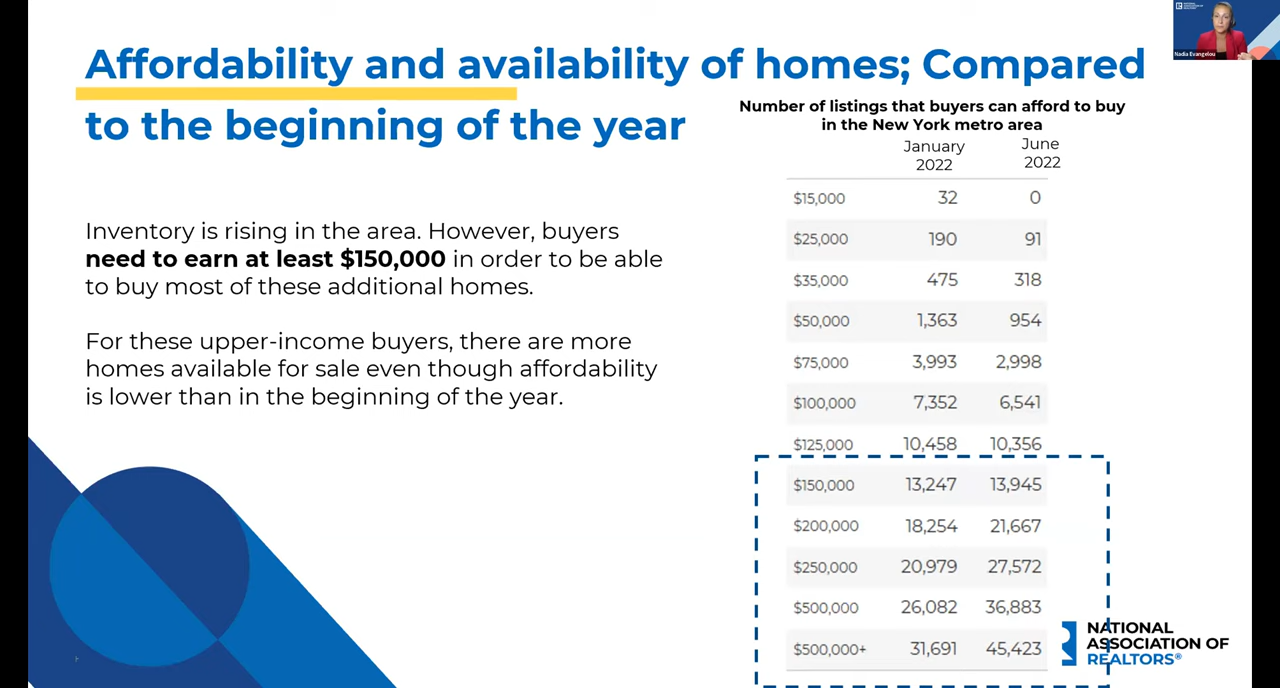 Affordability and availability of homes; Compared
to the beginning of the year
Number of listings that buyers can afford to buy
in the New York metro area
January 2022 June 2022
$15,000 32 0
$25,000 190 91
$35,000 475 318
$50,000 1,363 954
$75,000 3,993 2,998
$100,000 7,352 6,541
$125,000 10,458 10,356
$150,000 13,247 13,945
$200,000 18,254 21,667
$250,000 20,979 27,572
$500,000 26,082 36,883
$500,000+ 31,691 45,423
Inventory is rising in the area. However, buyers
need to earn at least $150,000 in order to be able
to buy most of these additional homes.
For these upper-income buyers, there are more
homes available for sale even though affordability
is lower than in the beginning of the year.
NATIONAL
ASSOCIATION OF
REALTORS®
Nadia Evangelou